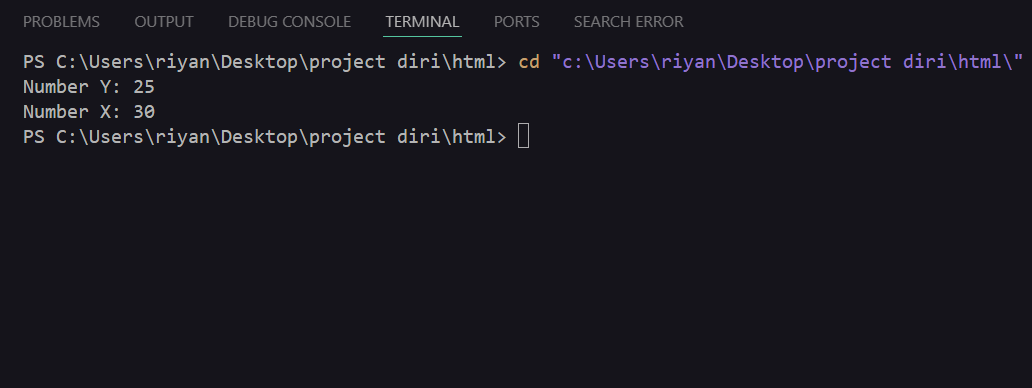 PROBLEMS OUTPUT DEBUG CONSOLE TERMINAL PORTS SEARCH ERROR
PS C:\Users\riyan\Desktop\project diri\html> cd "c:\Users\riyan\Desktop\project diri\html\"
Number Y: 25
Number X: 30
PS C:\Users\riyan\Desktop\project diri\html>